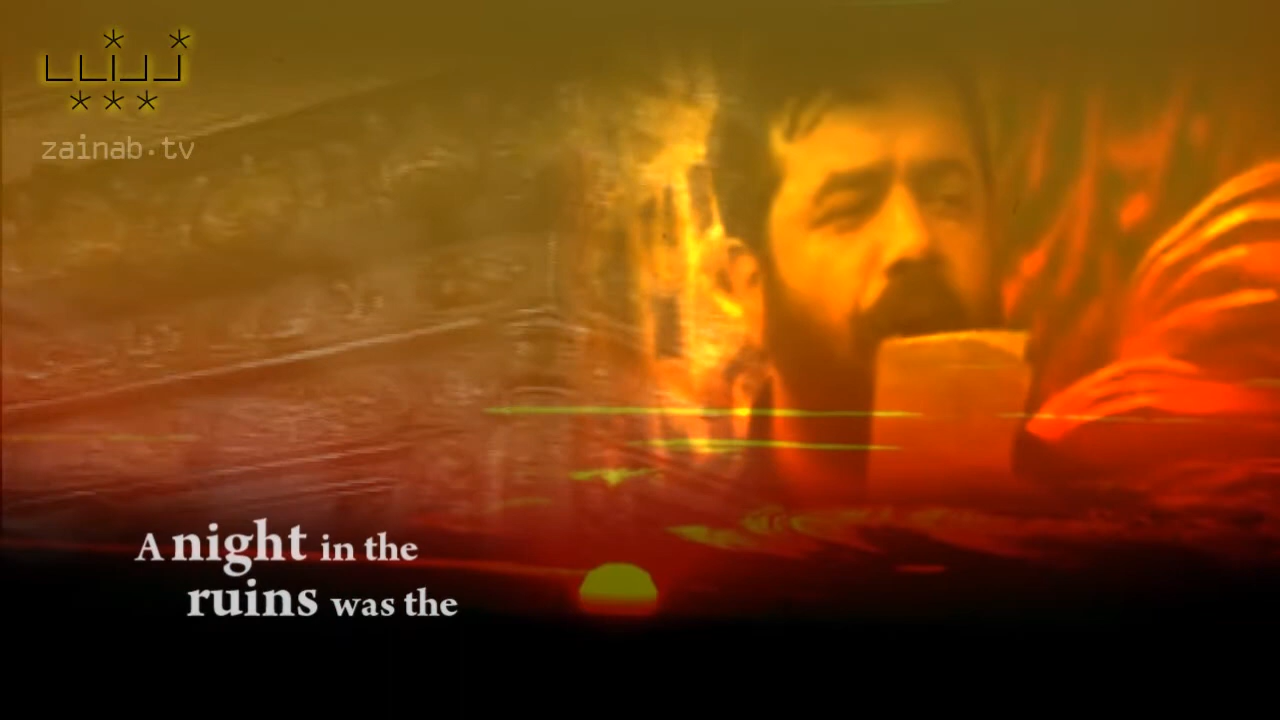 zainab.tv
A night in the
ruins was the